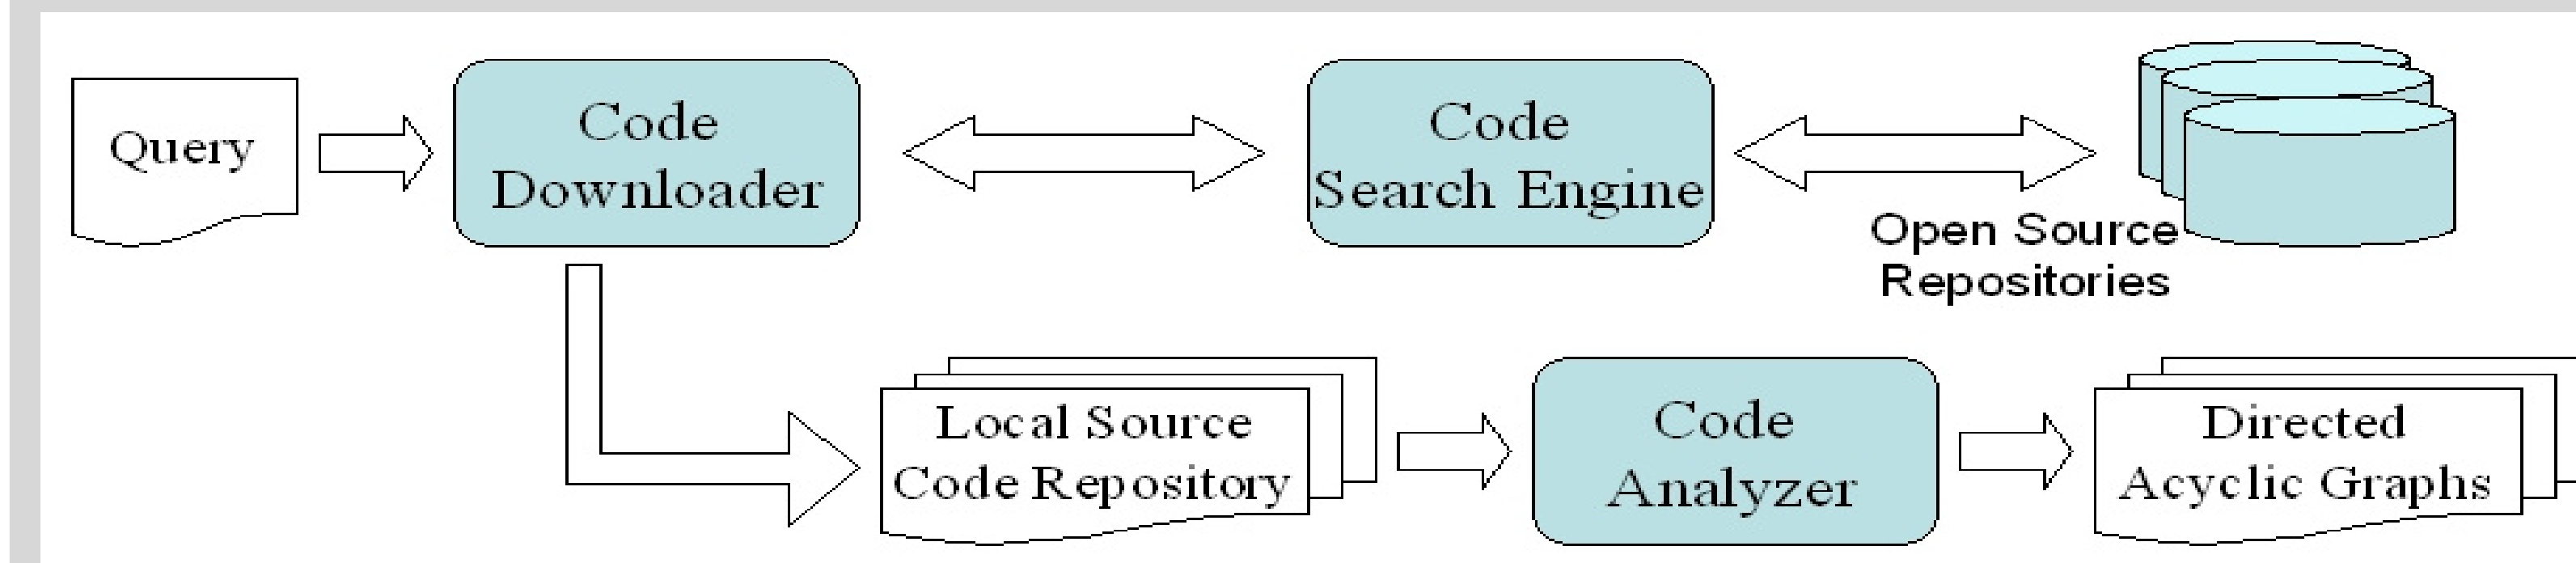 Query
Code
Downloader
Code
Search Engine
Open Source
Repositories
Local Source
Code Repository
Code
Analyzer
Directed
Acyclic Graphs